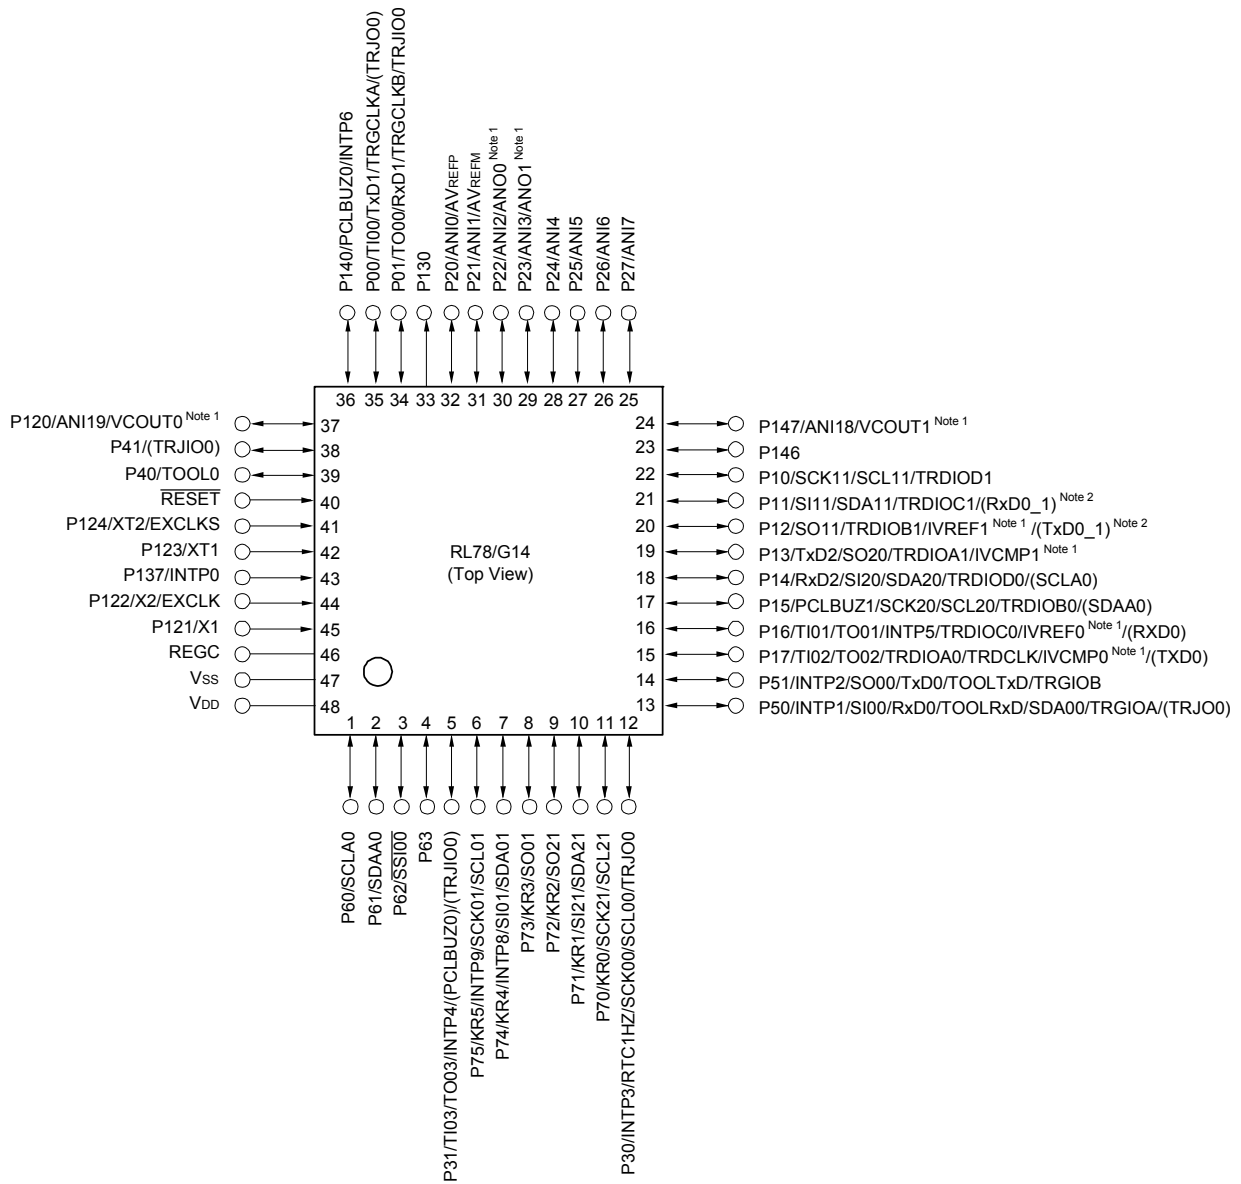 P140/PCLBUZ0/INTP6
P00/TI00/TxD1/TRGCLKA/(TRJO0)
P01/TO00/RxD1/TRGCLKB/TRJIO0
P130
P20/ANI0/AVREFP
P21/ANI1/AVREFM
P22/ANI2/ANO0 Note 1
P23/ANI3/ANO1 Note 1
P24/ANI4
P25/ANI5
P26/ANI6
P27/ANI7
36 35 34 33 32 31 30 29 28 27 26 25
P120/ANI19/VCOUT0 Note 1 37
P41/(TRJIO0) 38
P40/TOOL0 39
RESET 40
P124/XT2/EXCLKS 41
P123/XT1 42
P137/INTP0 43
P122/X2/EXCLK 44
P121/X1 45
REGC 46
VSS 47
VDD 48
RL78/G14
(Top View)
24 P147/ANI18/VCOUT1 Note 1
23 P146
22 P10/SCK11/SCL11/TRDIOD1
21 P11/SI11/SDA11/TRDIOC1/(RxD0_1) Note 2
20 P12/SO11/TRDIOB1/IVREF1 Note 1 /(TxD0_1) Note 2
19 P13/TxD2/SO20/TRDIOA1/IVCMP1 Note 1
18 P14/RxD2/SI20/SDA20/TRDIOD0/(SCLA0)
17 P15/PCLBUZ1/SCK20/SCL20/TRDIOB0/(SDAA0)
16 P16/TI01/TO01/INTP5/TRDIOC0/IVREF0 Note 1/(RXD0)
15 P17/TI02/TO02/TRDIOA0/TRDCLK/IVCMP0 Note 1/(TXD0)
14 P51/INTP2/SO00/TxD0/TOOLTxD/TRGIOB
13 P50/INTP1/SI00/RxD0/TOOLRxD/SDA00/TRGIOA/(TRJO0)
1 2 3 4 5 6 7 8 9 10 11 12
P60/SCLA0
P61/SDAA0
P62/SSI00
P63
P31/TI03/TO03/INTP4/(PCLBUZ0)/(TRJIO0)
P75/KR5/INTP9/SCK01/SCL01
P74/KR4/INTP8/SI01/SDA01
P73/KR3/SO01
P72/KR2/SO21
P71/KR1/SI21/SDA21
P70/KR0/SCK21/SCL21
P30/INTP3/RTC1HZ/SCK00/SCL00/TRJO0